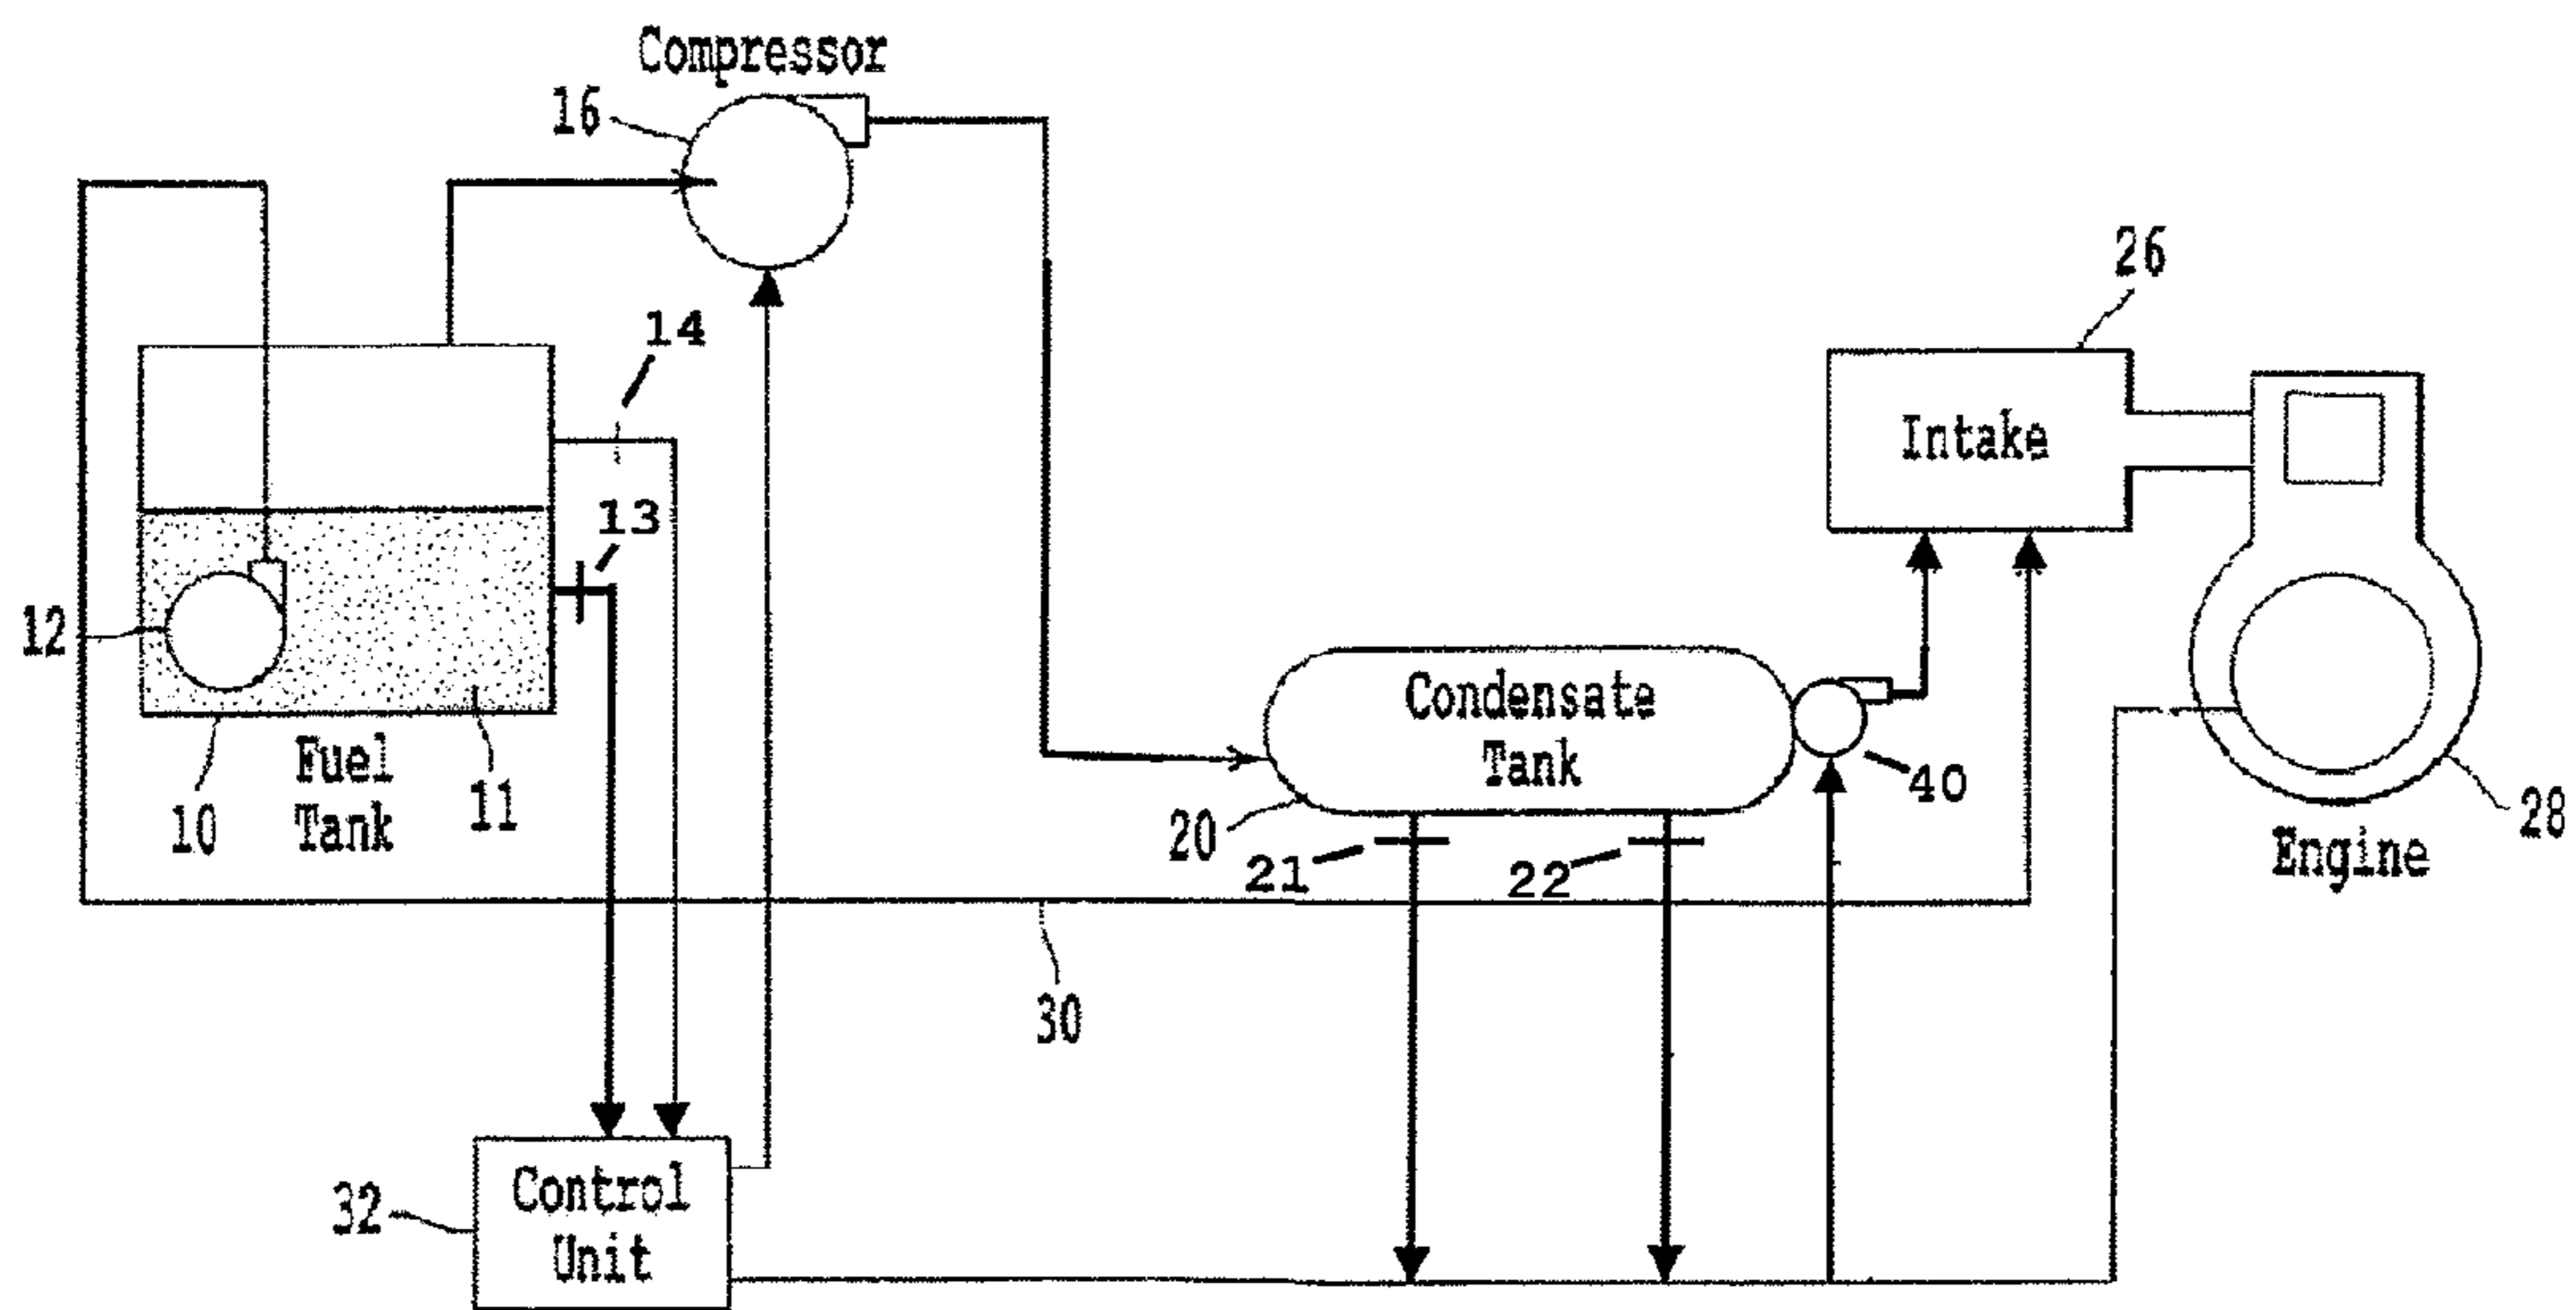 Compressor
16
26
14
Intake
13
12
Condensate
Tank
40
Fuel
Tank
10
11
20
21
22
28
Engine
30
Control
Unit
32